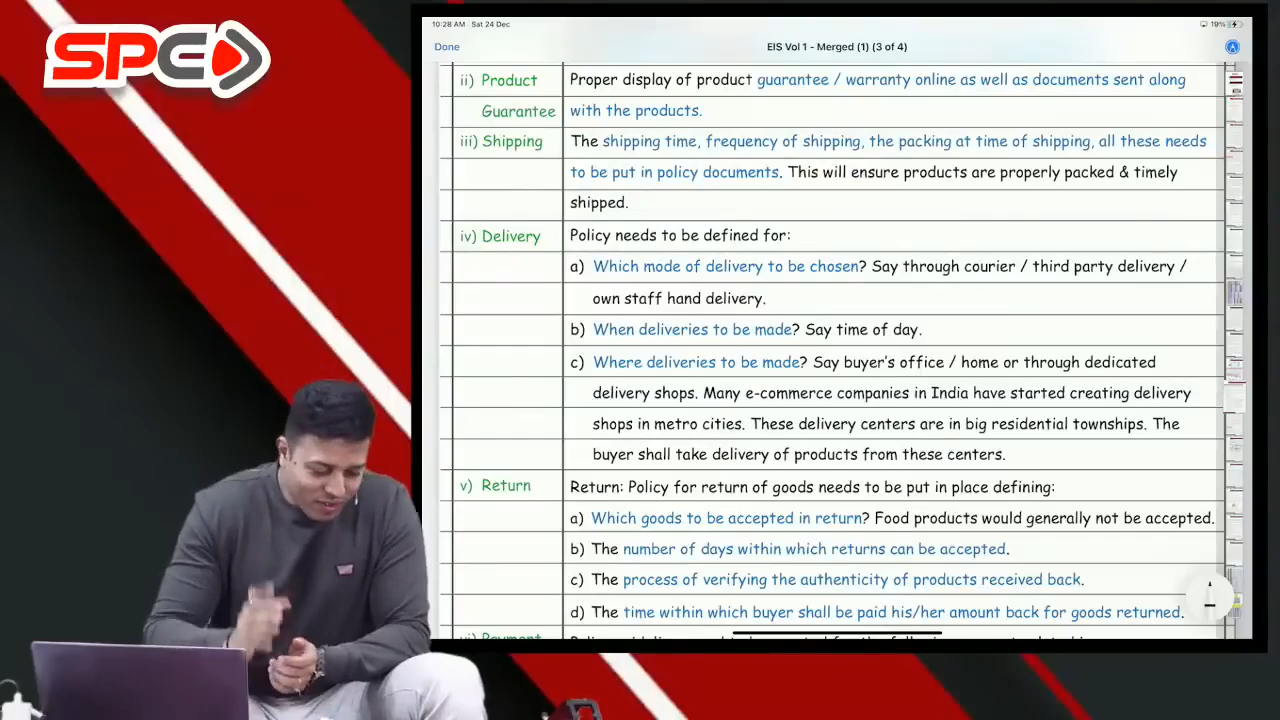 SPC
10:28 AM Sat 24 Dec
19%
Done
EIS Vol 1 - Merged (1) (3 of 4)
ii) Product Proper display of product guarantee / warranty online as well as documents sent along
Guarantee with the products.
iii) Shipping The shipping time, frequency of shipping, the packing at time of shipping, all these needs
to be put in policy documents. This will ensure products are properly packed & timely
shipped.
iv) Delivery Policy needs to be defined for:
a) Which mode of delivery to be chosen? Say through courier / third party delivery /
own staff hand delivery.
b) When deliveries to be made? Say time of day.
c) Where deliveries to be made? Say buyer's office / home or through dedicated
delivery shops. Many e-commerce companies in India have started creating delivery
shops in metro cities. These delivery centers are in big residential townships. The
buyer shall take delivery of products from these centers.
v) Return Return: Policy for return of goods needs to be put in place defining:
a) Which goods to be accepted in return? Food products would generally not be accepted.
b) The number of days within which returns can be accepted.
c) The process of verifying the authenticity of products received back.
d) The time within which buyer shall be paid his/her amount back for goods returned.